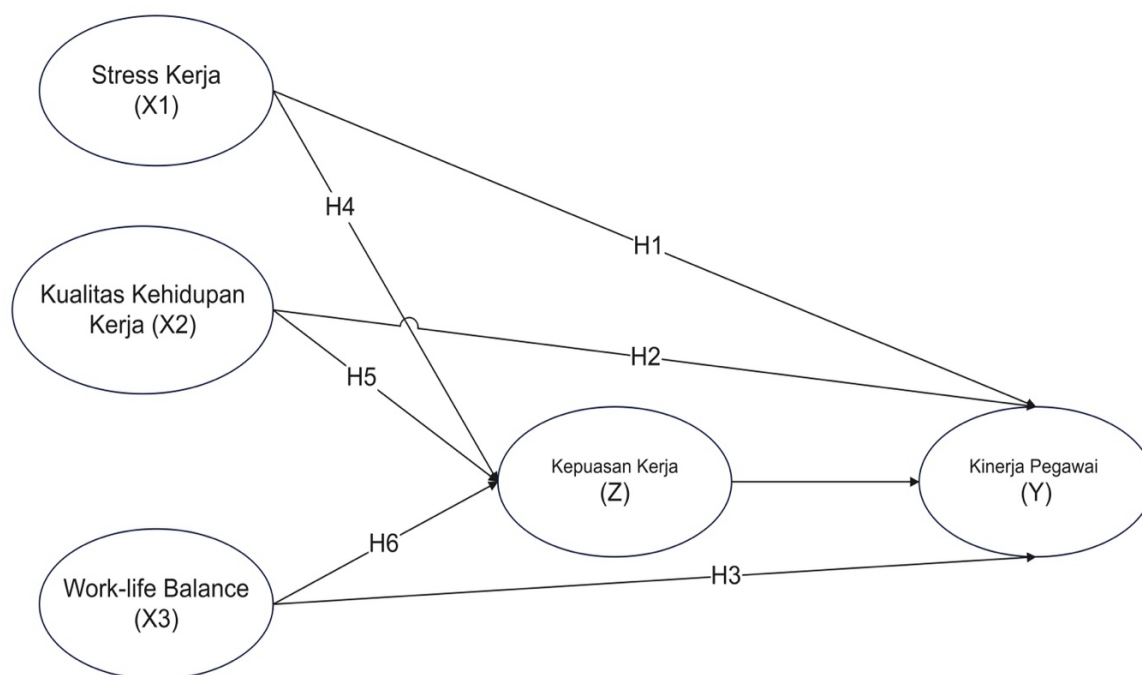 Stress Kerja
(X1)
H4
H1
Kualitas Kehidupan
Kerja (X2)
H2
H5
Kepuasan Kerja
(Z)
Kinerja Pegawai
(Y)
H6
H3
Work-life Balance
(X3)